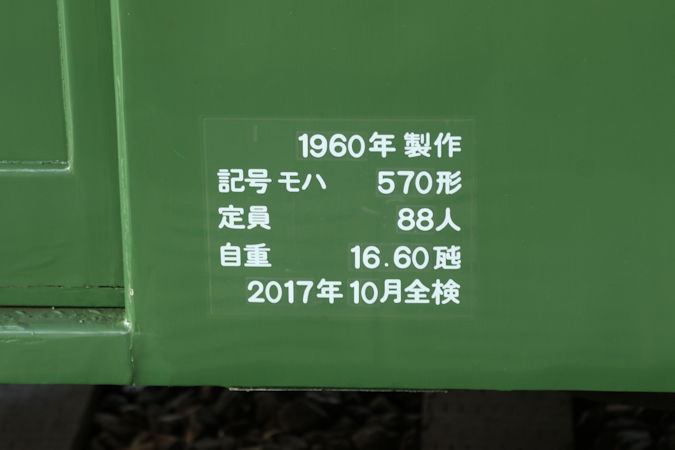 1960年 製作
記号 モハ 570形
定員 88人
自重 16.60瓲
2017年10月全検